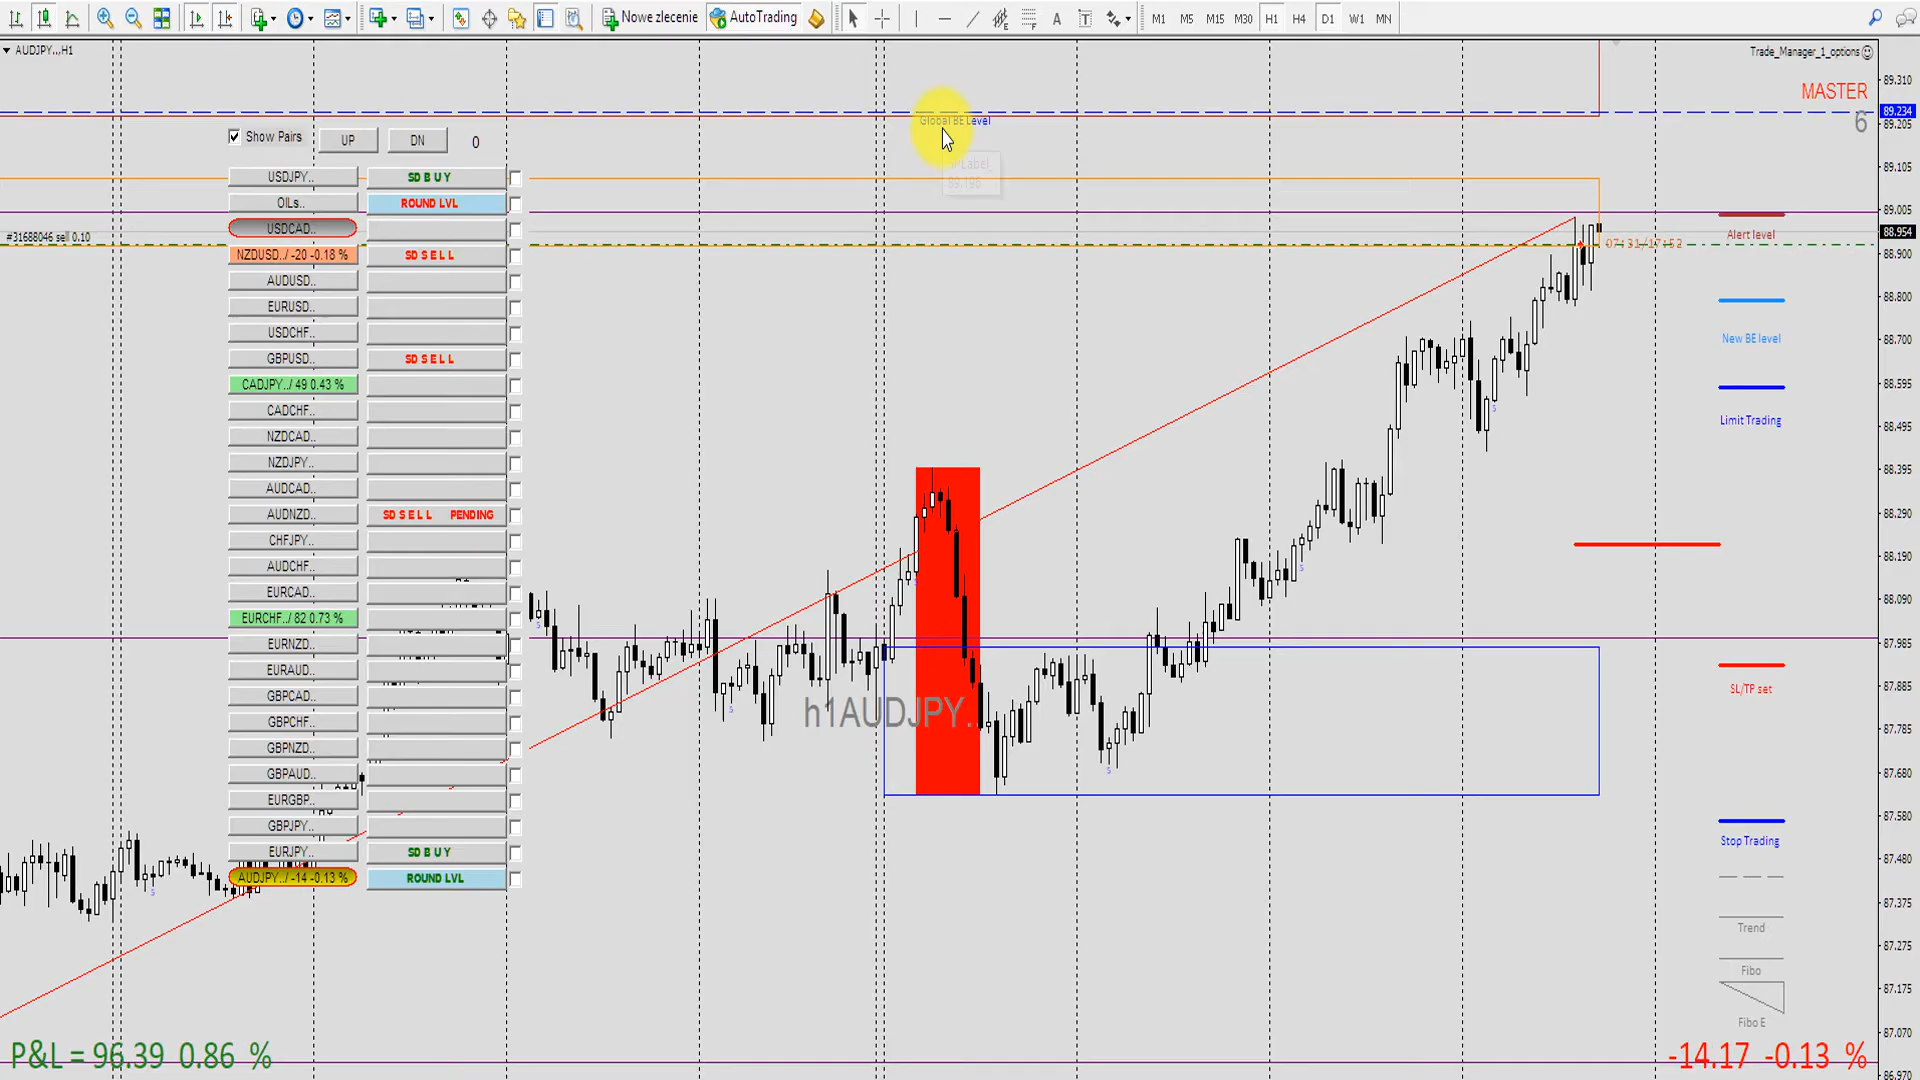 Nowe zlecenie
AutoTrading
M1 M5 M15 M30 H1 H4 D1 W1 MN
AUDJPY..,H1
Trade_Manager_1_options
MASTER
6
Global BE Level
Show Pairs
UP
DN
0
USDJPY.. SD BUY
OILs.. ROUND LVL
USDCAD..
#31688046 sell 0.10
NZDUSD../ -20 -0.18 % SD SELL
AUDUSD..
EURUSD..
USDCHF..
GBPUSD.. SD SELL
CADJPY../ 49 0.43 %
CADCHF..
NZDCAD..
NZDJPY..
AUDCAD..
AUDNZD.. SD SELL PENDING
CHFJPY..
AUDCHF..
EURCAD..
EURCHF../ 82 0.73 %
EURNZD..
EURAUD..
GBPCAD..
GBPCHF..
GBPNZD..
GBPAUD..
EURGBP..
GBPJPY..
EURJPY.. SD BUY
AUDJPY../ -14 -0.13 % ROUND LVL
h1AUDJPY..
07:31/17:52
Alert level
New BE level
Limit Trading
SL/TP set
Stop Trading
Trend
Fibo
Fibo E
89.310
89.234
89.205
89.105
89.005
88.954
88.900
88.800
88.700
88.595
88.495
88.395
88.290
88.190
88.090
87.985
87.885
87.785
87.680
87.580
87.480
87.375
87.275
87.175
87.070
86.970
P&L = 96.39 0.86 %
-14.17 -0.13 %